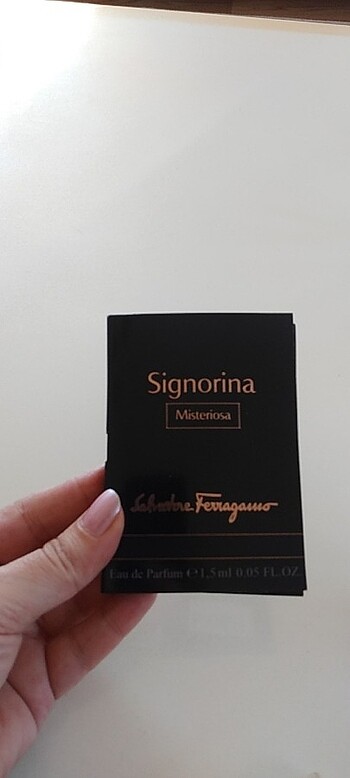 Signorina
Misteriosa
Salvatore Ferragamo
Eau de Parfum ℮ 1,5 ml 0.05 FL.OZ.